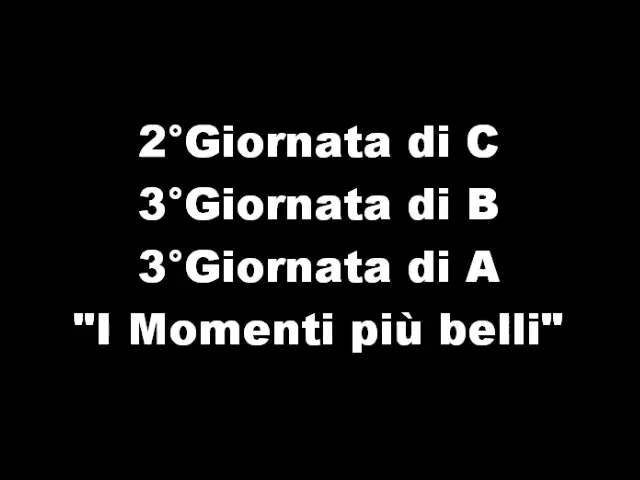 2°Giornata di C
3°Giornata di B
3°Giornata di A
"I Momenti più belli"